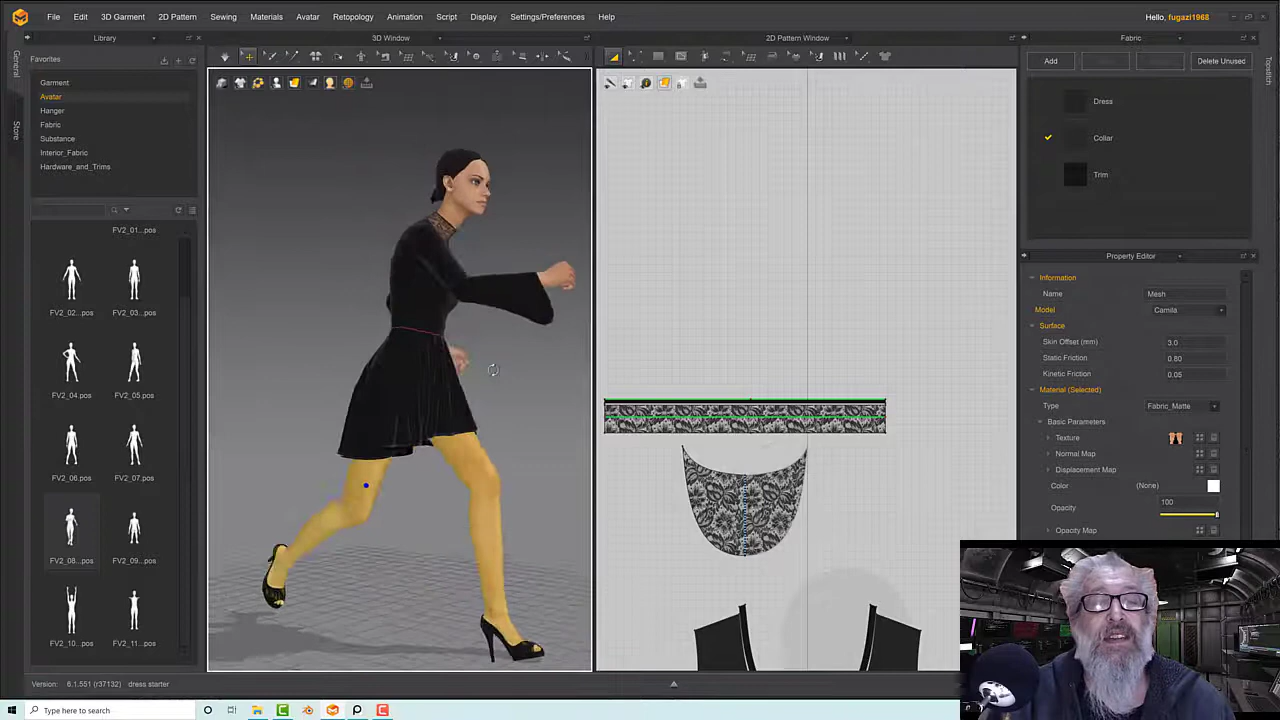 File Edit 3D Garment 2D Pattern Sewing Materials Avatar Retopology Animation Script Display Settings/Preferences Help
Hello, fugazi1968
Library
3D Window
2D Pattern Window
Fabric
General
Store
Topstitch
Favorites
Garment
Avatar
Hanger
Fabric
Substance
Interior_Fabric
Hardware_and_Trims
FV2_01...pos
FV2_02...pos FV2_03...pos
FV2_04...pos FV2_05...pos
FV2_06...pos FV2_07...pos
FV2_08...pos FV2_09...pos
FV2_10...pos FV2_11...pos
Add
Delete Unused
Dress
Collar
Trim
Property Editor
Information
Name Mesh
Model Camila
Surface
Skin Offset (mm) 3.0
Static Friction 0.80
Kinetic Friction 0.05
Material (Selected)
Type Fabric_Matte
Basic Parameters
Texture
Normal Map
Displacement Map
Color (None)
Opacity 100
Opacity Map
Version: 6.1.551 (r37132) dress starter
Type here to search